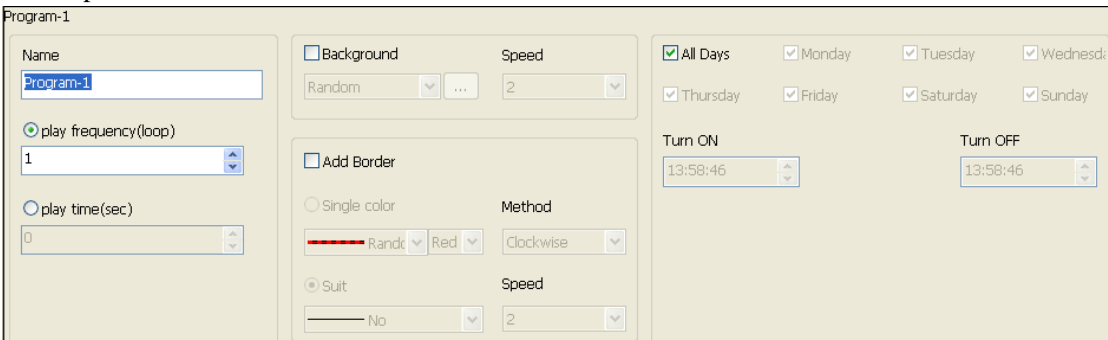 Program-1
Name
Program-1
play frequency(loop)
1
play time(sec)
0
Background Speed
Random ... 2
Add Border
Single color Method
Red Clockwise
Suit Speed
No 2
All Days Monday Tuesday
Thursday Friday Saturday Sunday
Turn ON Turn OFF
13:58:46 13:58:46